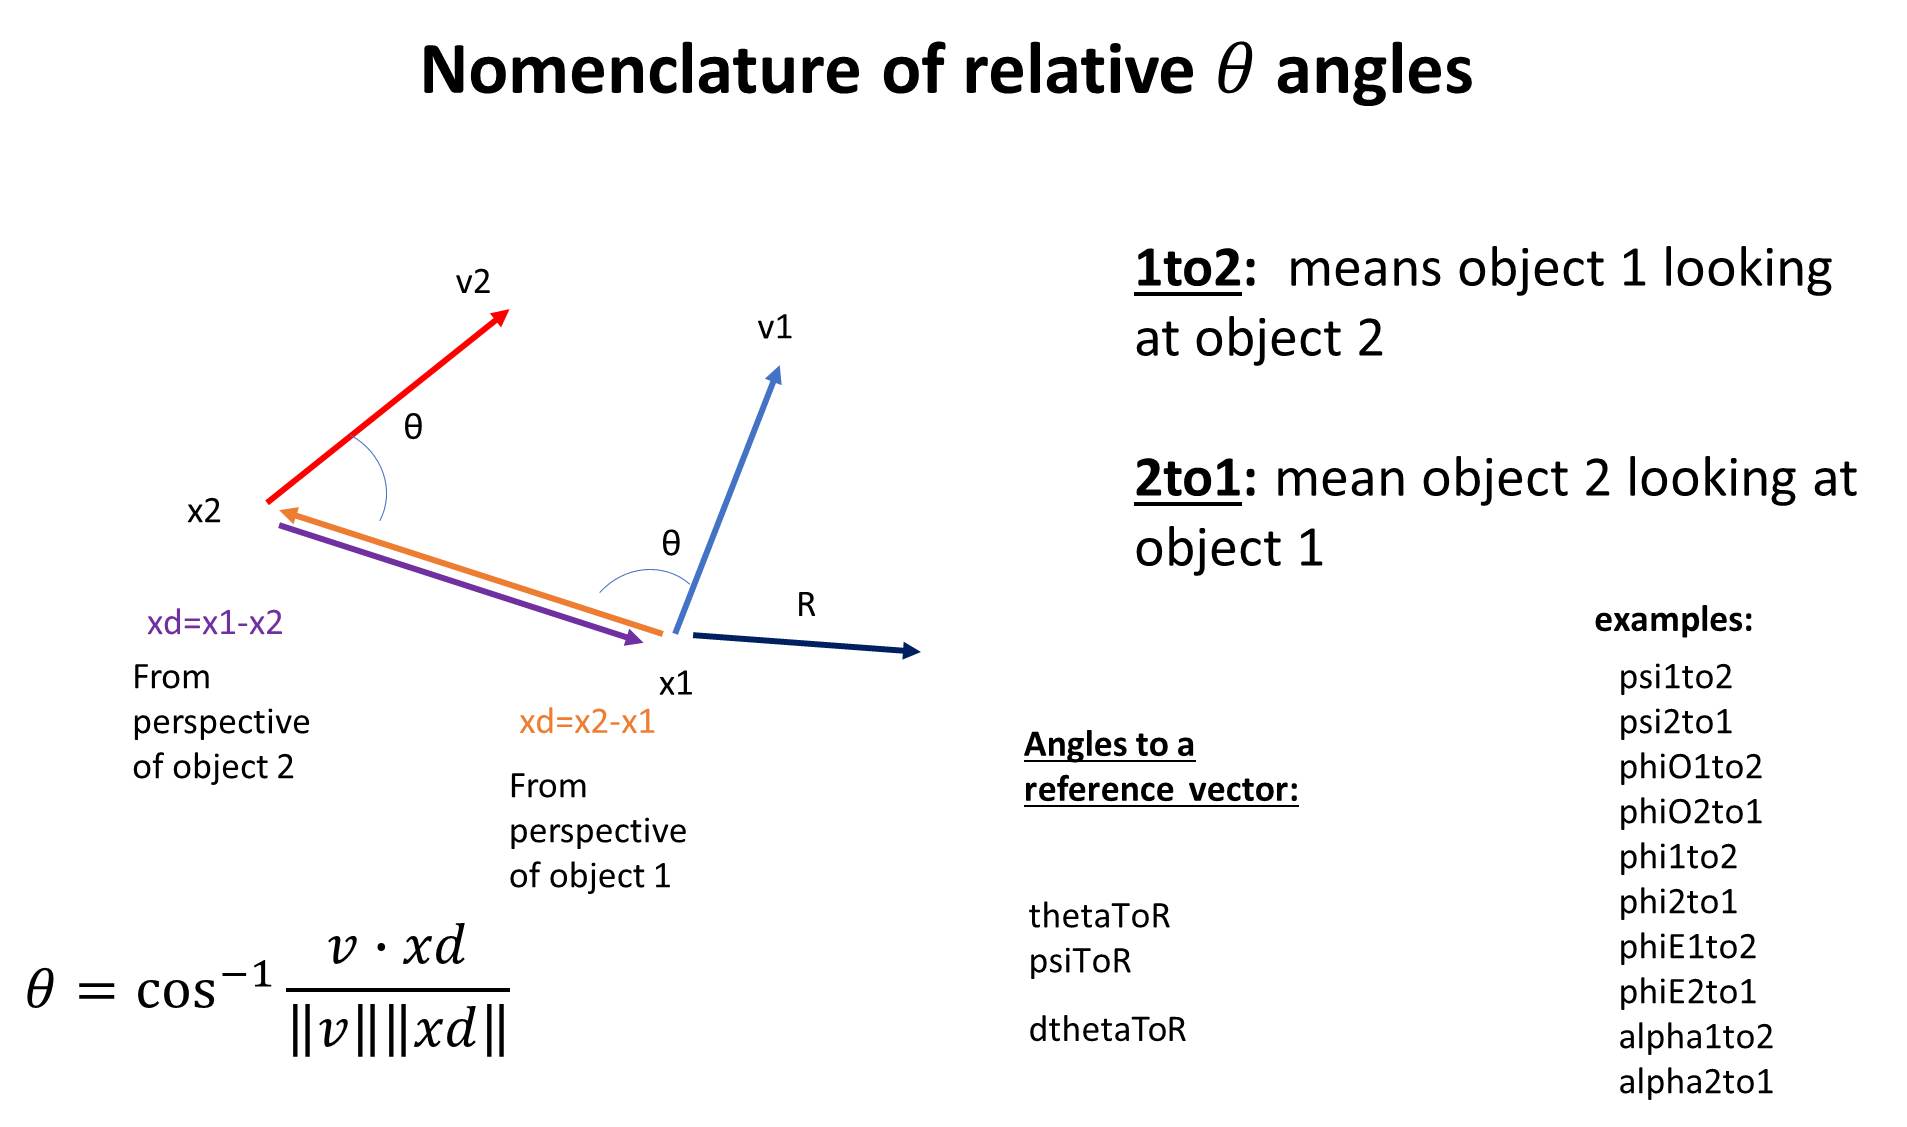 Nomenclature of relative θ angles
v2
v1
θ
x2
θ
R
x1
xd=x1-x2
From
perspective
of object 2
xd=x2-x1
From
perspective
of object 1
θ = cos⁻¹ v · xd / ‖v‖‖xd‖
1to2: means object 1 looking
at object 2
2to1: mean object 2 looking at
object 1
Angles to a
reference vector:
thetaToR
psiToR
dthetaToR
examples:
psi1to2
psi2to1
phiO1to2
phiO2to1
phi1to2
phi2to1
phiE1to2
phiE2to1
alpha1to2
alpha2to1